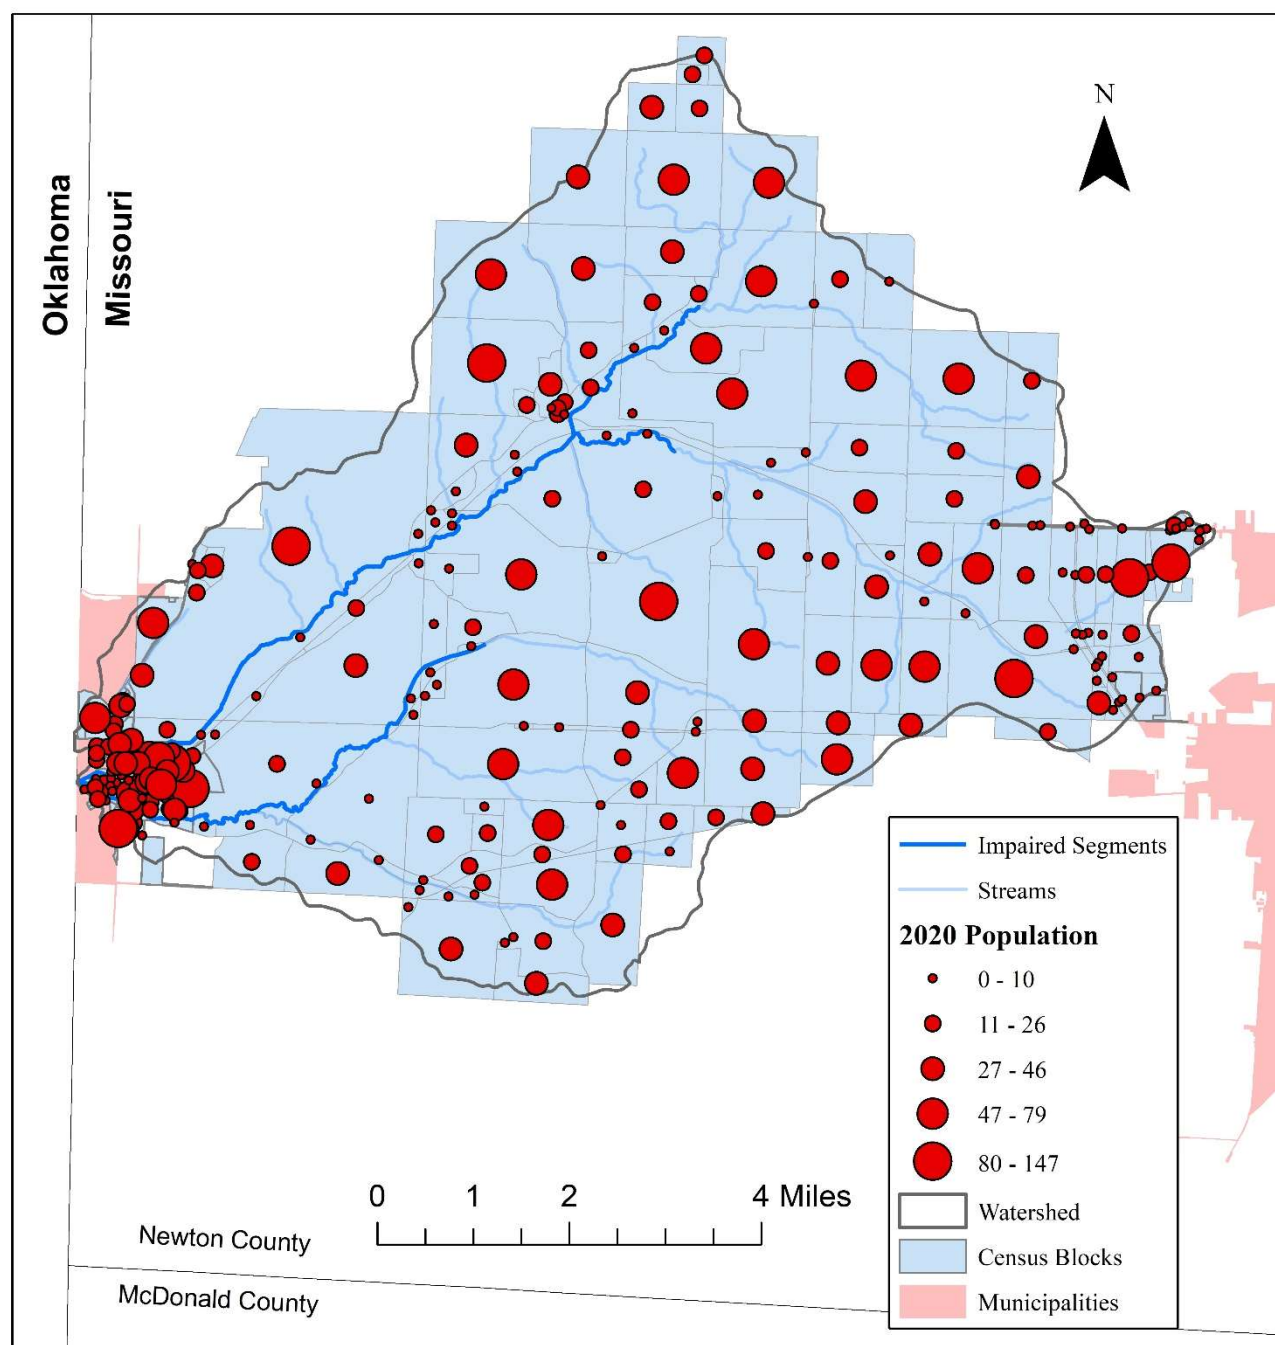 N
Oklahoma
Missouri
Impaired Segments
Streams
2020 Population
0 - 10
11 - 26
27 - 46
47 - 79
80 - 147
Watershed
Census Blocks
Municipalities
0 1 2 4 Miles
Newton County
McDonald County